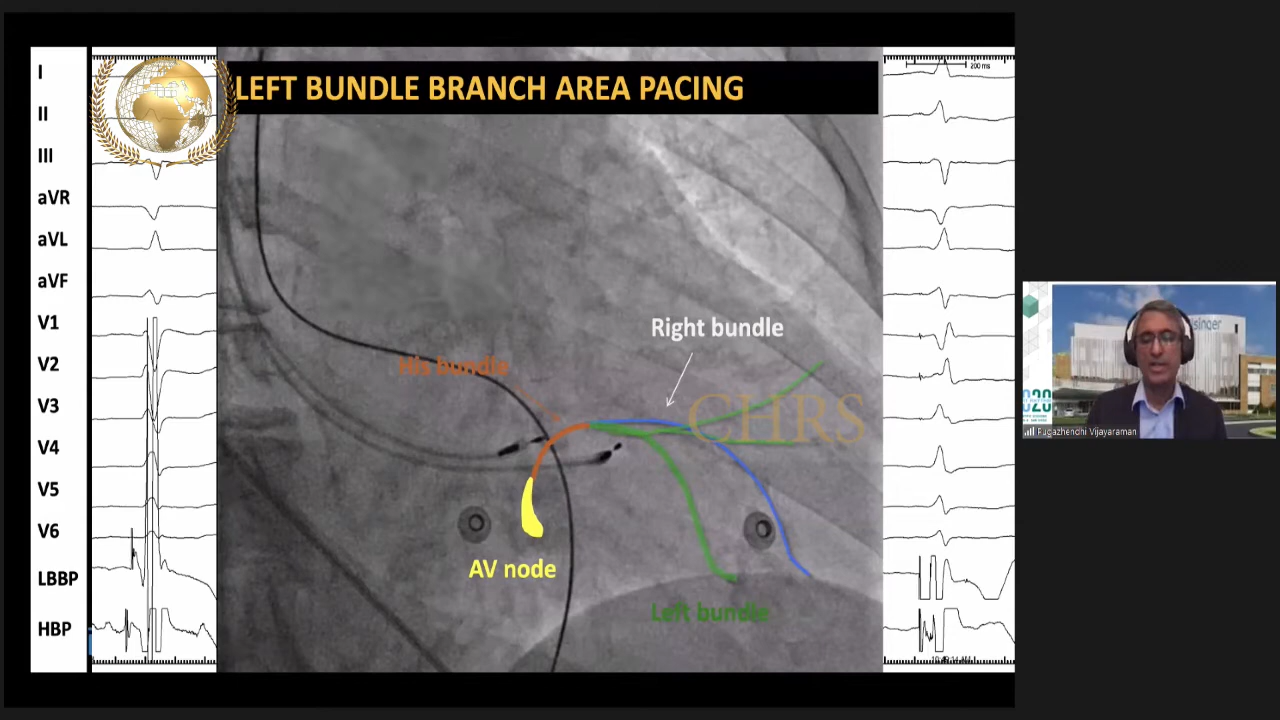 LEFT BUNDLE BRANCH AREA PACING
I
II
III
aVR
aVL
aVF
V1
V2
V3
V4
V5
V6
LBBP
HBP
200 ms
Right bundle
His bundle
CHRS
AV node
Left bundle
Pugazhendhi Vijayaraman